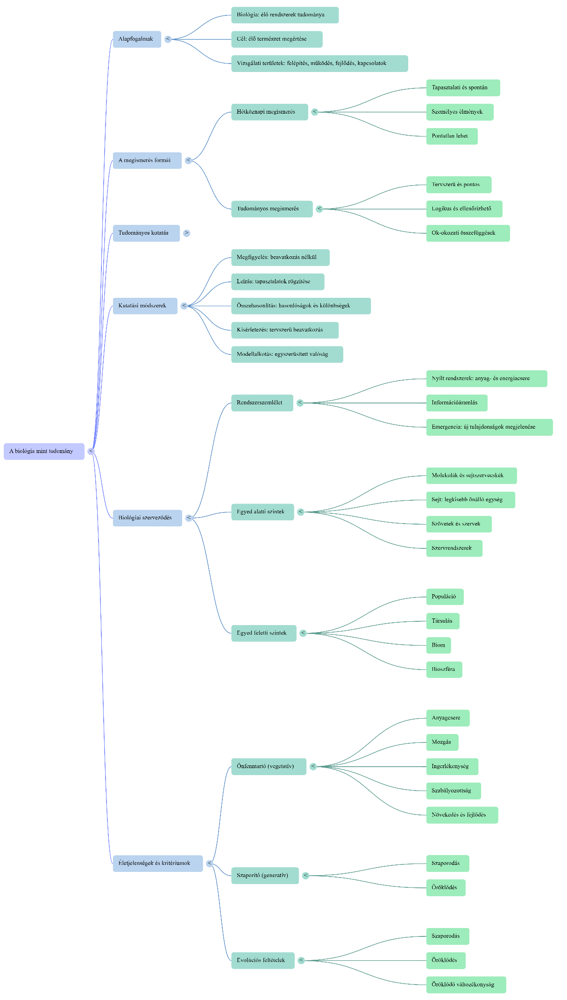 A biológia mint tudomány
Alapfogalmak
Biológia: élő rendszerek tudománya
Cél: élő természet megértése
Vizsgálati területek: felépítés, működés, fejlődés, kapcsolatok
A megismerés formái
Hétköznapi megismerés
Tapasztalati és spontán
Személyes élmények
Pontatlan lehet
Tudományos megismerés
Tervszerű és pontos
Logikus és ellenőrizhető
Ok-okozati összefüggések
Tudományos kutatás
Kutatási módszerek
Megfigyelés: beavatkozás nélkül
Leírás: tapasztalatok rögzítése
Összehasonlítás: hasonlóságok és különbségek
Kísérletezés: tervszerű beavatkozás
Modellalkotás: egyszerűsített valóság
Biológiai szerveződés
Rendszerszemlélet
Nyílt rendszerek: anyag- és energiacsere
Információáramlás
Emergencia: új tulajdonságok megjelenése
Egyed alatti szintek
Molekulák és sejtszervecskék
Sejt: legkisebb önálló egység
Szövetek és szervek
Szervrendszerek
Egyed feletti szintek
Populáció
Társulás
Biom
Bioszféra
Életjelenségek és kritériumok
Önfenntartó (vegetatív)
Anyagcsere
Mozgás
Ingerlékenység
Szabályozottság
Növekedés és fejlődés
Szaporító (generatív)
Szaporodás
Öröklődés
Evolúciós feltételek
Szaporodás
Öröklődés
Öröklődő változékonyság